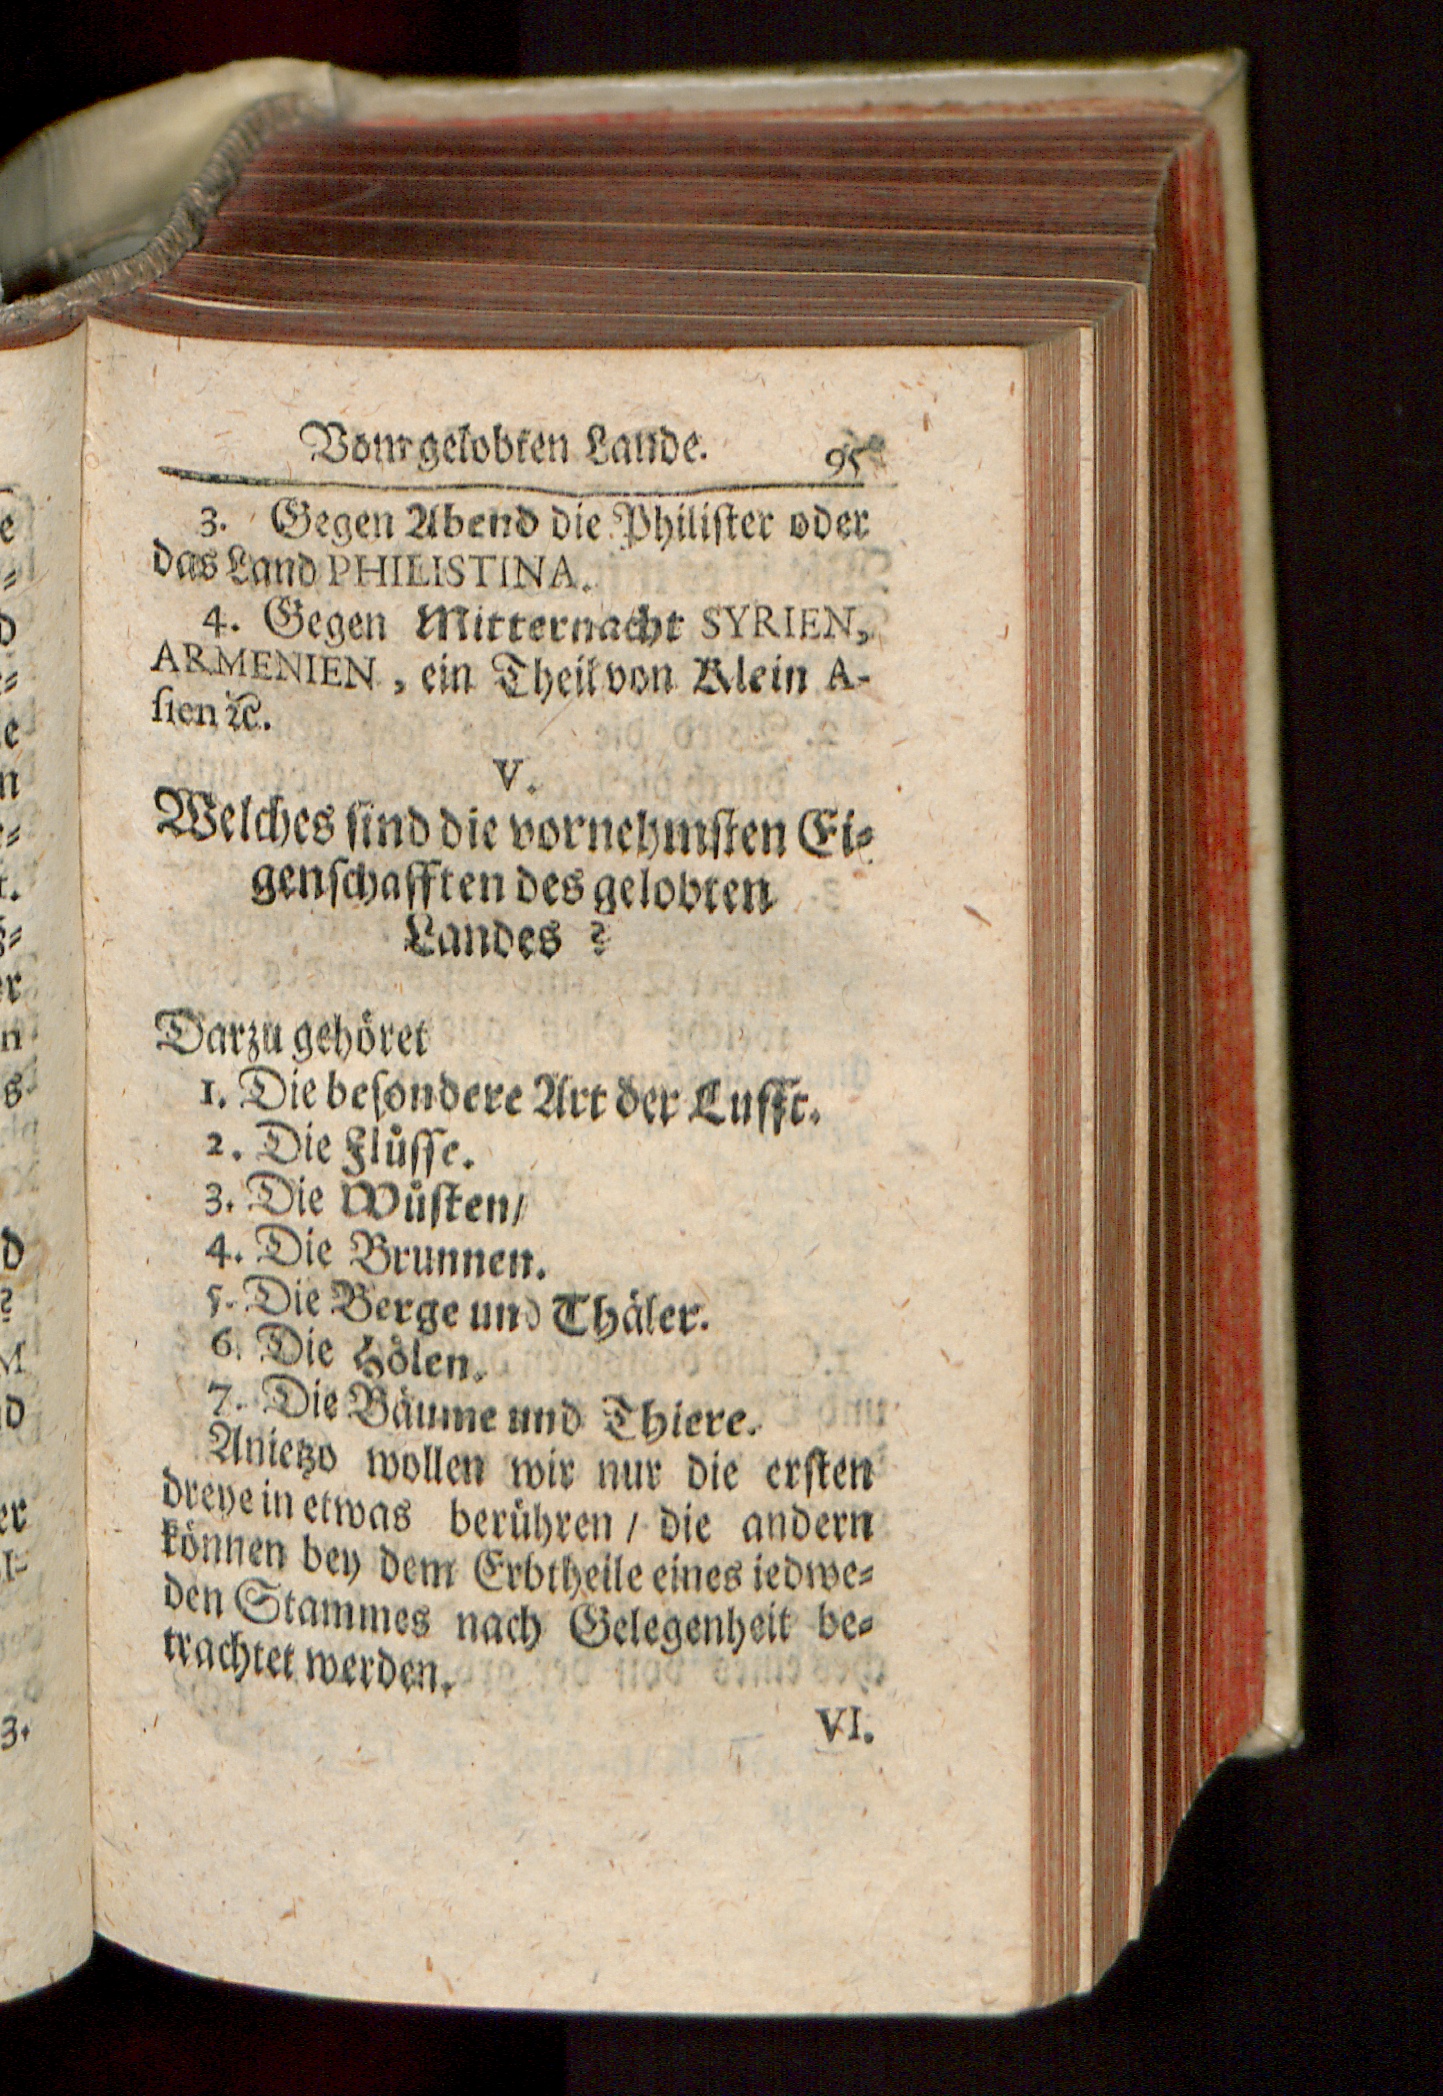 Vom gelobten Lande. 95
3. Gegen Abend die Philister oder
das Land PHILISTINA.
4. Gegen Mitternacht SYRIEN,
ARMENIEN, ein Theil von Klein A-
sien ꝛc.
V.
Welches sind die vornehmsten Ei-
genschafften des gelobten
Landes?
Darzu gehöret
1. Die besondere Art der Lufft.
2. Die Flüsse.
3. Die Wüsten/
4. Die Brunnen.
5. Die Berge und Thäler.
6. Die Hölen.
7. Die Bäume und Thiere.
Anietzo wollen wir nur die ersten
dreye in etwas berühren / die andern
können bey dem Erbtheile eines iedwe-
den Stammes nach Gelegenheit be-
trachtet werden.
VI.